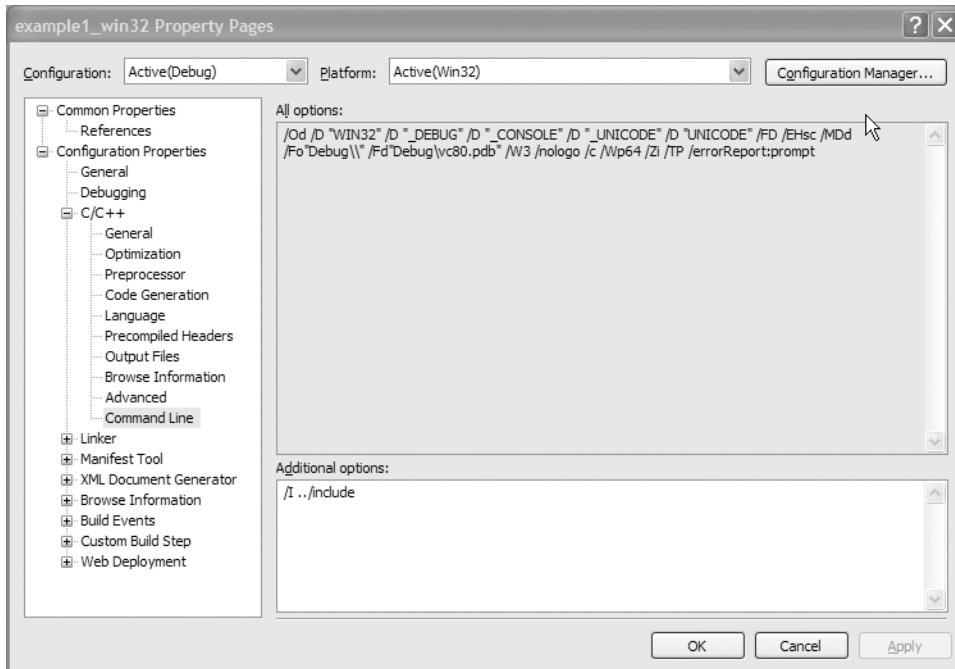 example1_win32 Property Pages
Configuration: Active(Debug) Platform: Active(Win32) Configuration Manager...
Common Properties
References
Configuration Properties
General
Debugging
C/C++
General
Optimization
Preprocessor
Code Generation
Language
Precompiled Headers
Output Files
Browse Information
Advanced
Command Line
Linker
Manifest Tool
XML Document Generator
Browse Information
Build Events
Custom Build Step
Web Deployment
All options:
/Od /D "WIN32" /D "_DEBUG" /D "_CONSOLE" /D "_UNICODE" /D "UNICODE" /FD /EHsc /MDd
/Fo"Debug\\" /Fd"Debug\vc80.pdb" /W3 /nologo /c /Wp64 /Zi /TP /errorReport:prompt
Additional options:
/I ../include
OK Cancel Apply